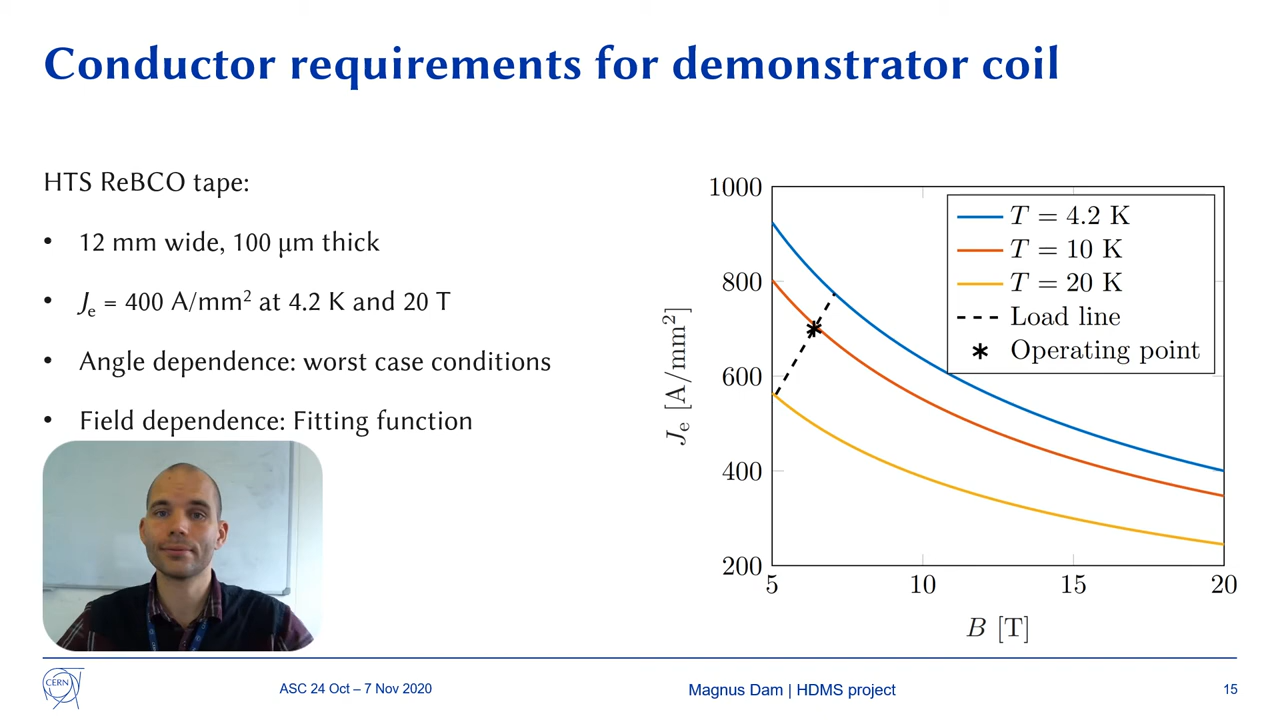 Conductor requirements for demonstrator coil
HTS ReBCO tape:
• 12 mm wide, 100 μm thick
• Je = 400 A/mm² at 4.2 K and 20 T
• Angle dependence: worst case conditions
• Field dependence: Fitting function
1000
800
600
400
200
5 10 15 20
Je [A/mm²]
B [T]
T = 4.2 K
T = 10 K
T = 20 K
Load line
Operating point
CERN
ASC 24 Oct – 7 Nov 2020
Magnus Dam | HDMS project
15